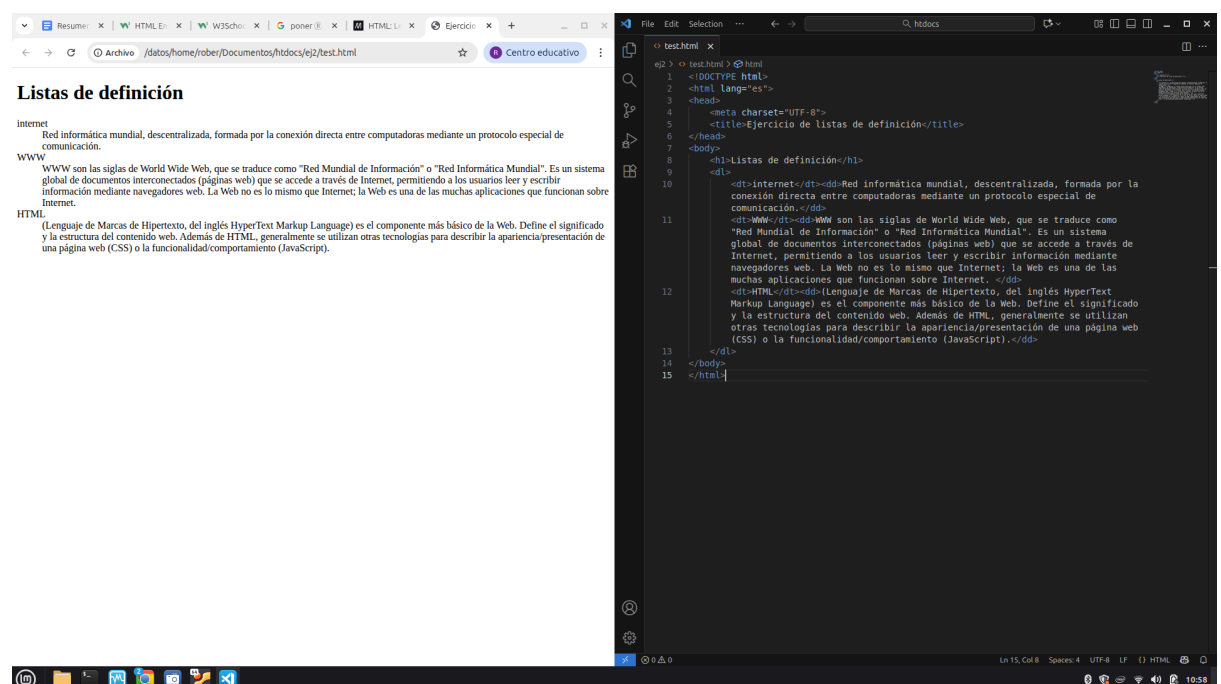 Resumen
HTML En
W3Schoo
poner
HTML: Le
Ejercicio
Archivo
/datos/home/rober/Documentos/htdocs/ej2/test.html
R
Centro educativo
Listas de definición
internet
Red informática mundial, descentralizada, formada por la conexión directa entre computadoras mediante un protocolo especial de
comunicación.
WWW
WWW son las siglas de World Wide Web, que se traduce como "Red Mundial de Información" o "Red Informática Mundial". Es un sistema
global de documentos interconectados (páginas web) que se accede a través de Internet, permitiendo a los usuarios leer y escribir
información mediante navegadores web. La Web no es lo mismo que Internet; la Web es una de las muchas aplicaciones que funcionan sobre
Internet.
HTML
(Lenguaje de Marcas de Hipertexto, del inglés HyperText Markup Language) es el componente más básico de la Web. Define el significado
y la estructura del contenido web. Además de HTML, generalmente se utilizan otras tecnologías para describir la apariencia/presentación de
una página web (CSS) o la funcionalidad/comportamiento (JavaScript).
File Edit Selection ···
htdocs
test.html
ej2 > test.html > html
1 <!DOCTYPE html>
2 <html lang="es">
3 <head>
4 <meta charset="UTF-8">
5 <title>Ejercicio de listas de definición</title>
6 </head>
7 <body>
8 <h1>Listas de definición</h1>
9 <dl>
10 <dt>internet</dt><dd>Red informática mundial, descentralizada, formada por la
conexión directa entre computadoras mediante un protocolo especial de
comunicación.</dd>
11 <dt>WWW</dt><dd>WWW son las siglas de World Wide Web, que se traduce como
"Red Mundial de Información" o "Red Informática Mundial". Es un sistema
global de documentos interconectados (páginas web) que se accede a través de
Internet, permitiendo a los usuarios leer y escribir información mediante
navegadores web. La Web no es lo mismo que Internet; la Web es una de las
muchas aplicaciones que funcionan sobre Internet. </dd>
12 <dt>HTML</dt><dd>(Lenguaje de Marcas de Hipertexto, del inglés HyperText
Markup Language) es el componente más básico de la Web. Define el significado
y la estructura del contenido web. Además de HTML, generalmente se utilizan
otras tecnologías para describir la apariencia/presentación de una página web
(CSS) o la funcionalidad/comportamiento (JavaScript).</dd>
13 </dl>
14 </body>
15 </html>
0 0
Ln 15, Col 8 Spaces: 4 UTF-8 LF {} HTML
10:58